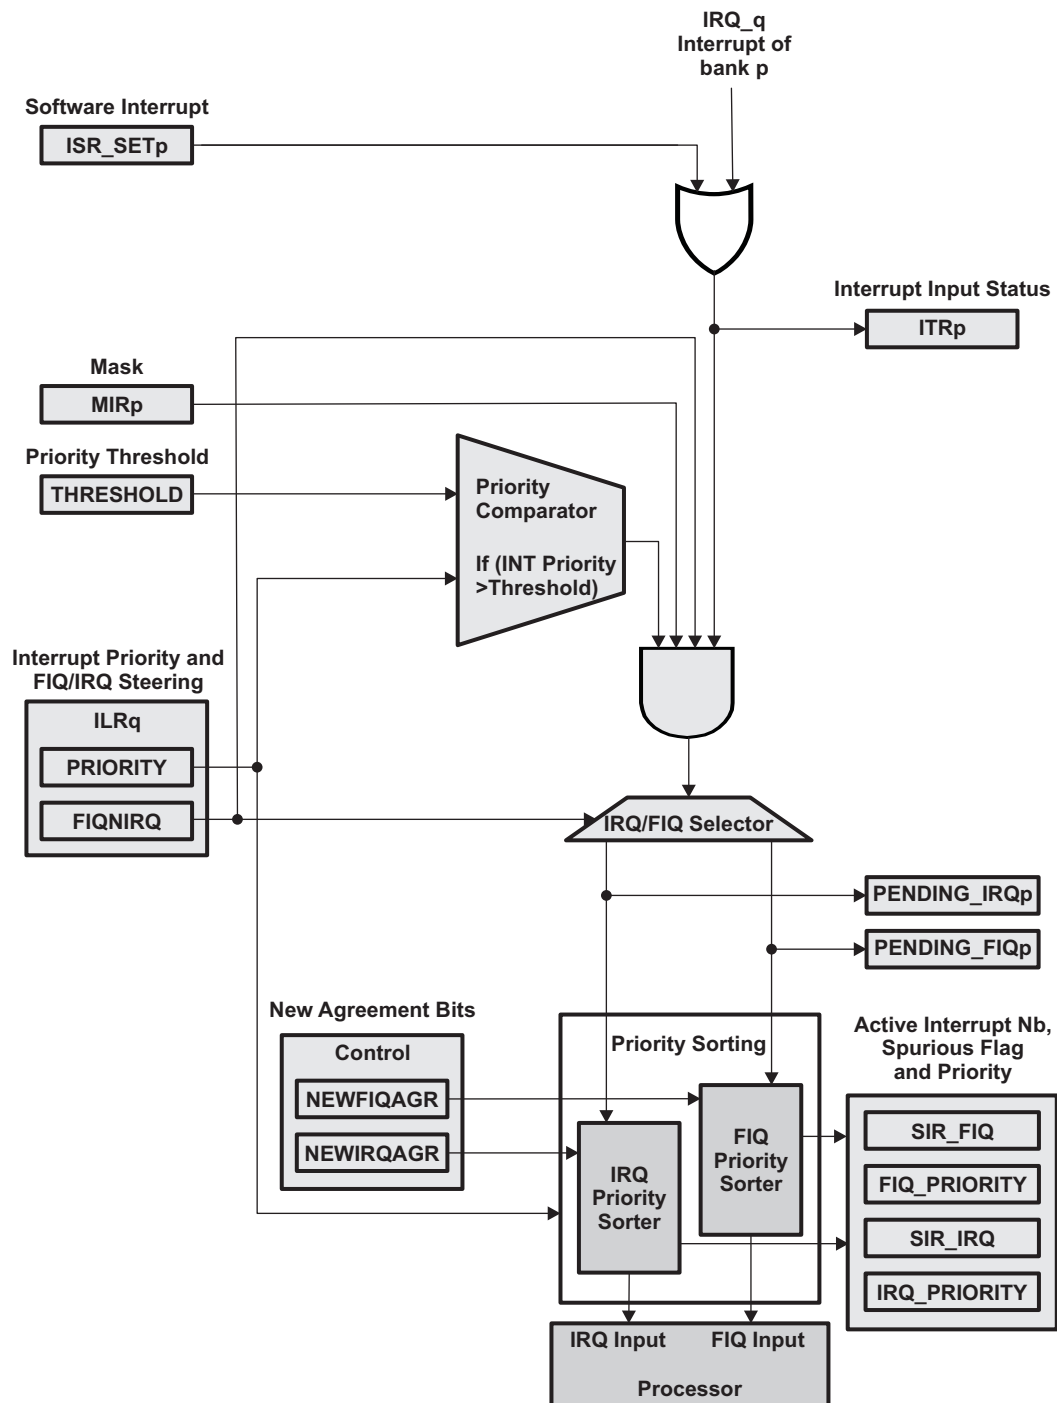 IRQ_q
Interrupt of
bank p
Software Interrupt
ISR_SETp
Interrupt Input Status
ITRp
Mask
MIRp
Priority Threshold
THRESHOLD
Priority
Comparator
If (INT Priority
>Threshold)
Interrupt Priority and
FIQ/IRQ Steering
ILRq
PRIORITY
FIQNIRQ
IRQ/FIQ Selector
PENDING_IRQp
PENDING_FIQp
New Agreement Bits
Control
NEWFIQAGR
NEWIRQAGR
Priority Sorting
IRQ
Priority
Sorter
FIQ
Priority
Sorter
Active Interrupt Nb,
Spurious Flag
and Priority
SIR_FIQ
FIQ_PRIORITY
SIR_IRQ
IRQ_PRIORITY
IRQ Input
FIQ Input
Processor